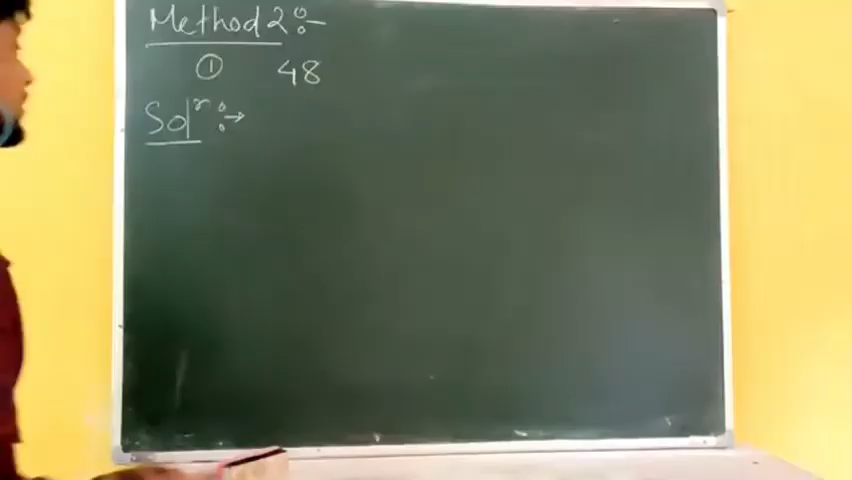 Method 2:-
① 48
Solⁿ:→